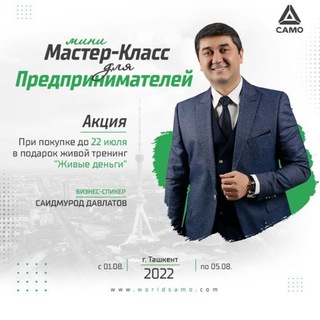 САМО
мини
Мастер-Класс
для
Предпринимателей
Акция
При покупке до 22 июля
в подарок живой тренинг
"Живые деньги"
БИЗНЕС-СПИКЕР
САИДМУРОД ДАВЛАТОВ
г. Ташкент
с 01.08. 2022 по 05.08.
www.worldsamo.com